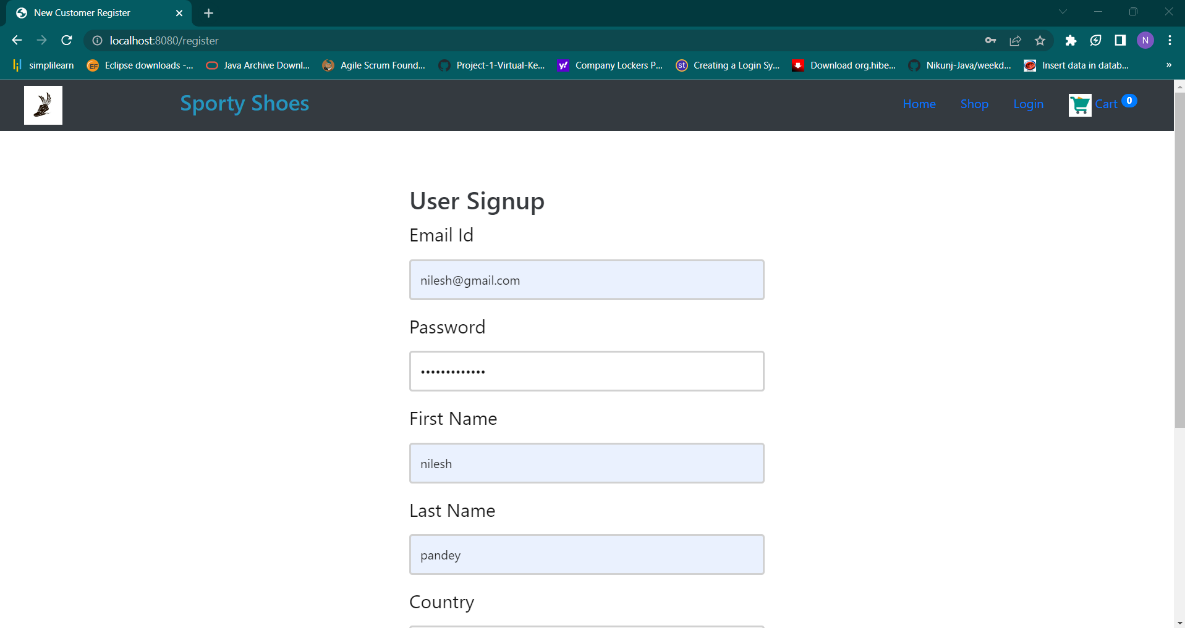 New Customer Register
localhost:8080/register
N
simplilearn
Eclipse downloads -...
Java Archive Downl...
Agile Scrum Found...
Project-1-Virtual-Ke...
Company Lockers P...
Creating a Login Sy...
Download org.hibe...
Nikunj-Java/weekd...
Insert data in datab...
»
Sporty Shoes
Home
Shop
Login
Cart 0
User Signup
Email Id
nilesh@gmail.com
Password
•••••••••••••
First Name
nilesh
Last Name
pandey
Country